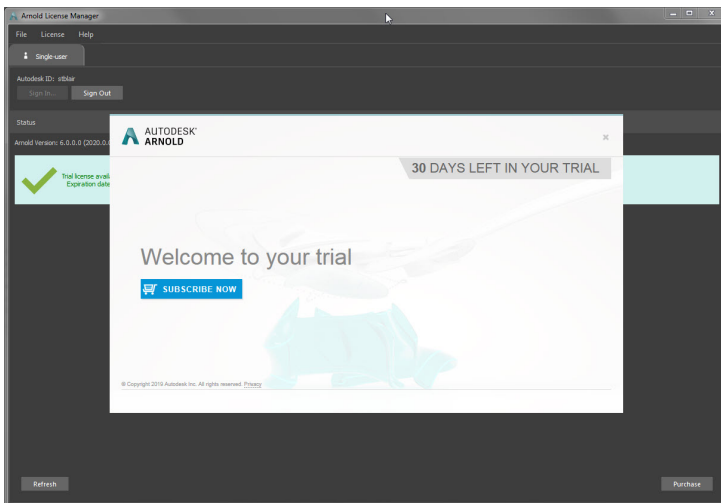 Arnold License Manager
File License Help
Single-user
Autodesk ID: stblair
Sign In... Sign Out
Status
Arnold Version: 6.0.0.0 (2020.0.
Trial license avail
Expiration date
AUTODESK'
ARNOLD
30 DAYS LEFT IN YOUR TRIAL
Welcome to your trial
SUBSCRIBE NOW
© Copyright 2019 Autodesk Inc. All rights reserved. Privacy
Refresh Purchase